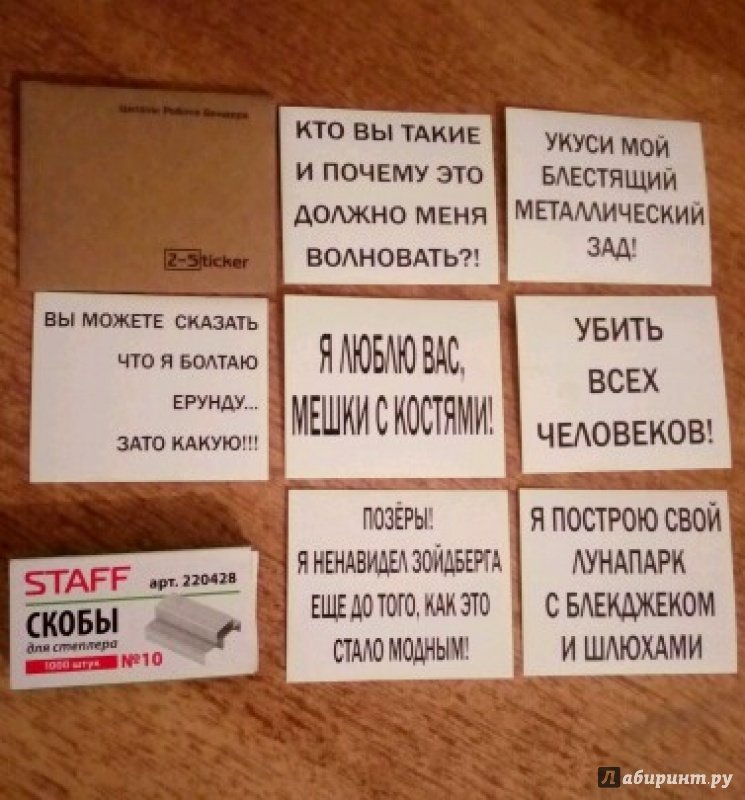 Цитаты Робота Бендера
2-Sticker
КТО ВЫ ТАКИЕ
И ПОЧЕМУ ЭТО
ДОЛЖНО МЕНЯ
ВОЛНОВАТЬ?!
УКУСИ МОЙ
БЛЕСТЯЩИЙ
МЕТАЛЛИЧЕСКИЙ
ЗАД!
ВЫ МОЖЕТЕ СКАЗАТЬ
ЧТО Я БОЛТАЮ
ЕРУНДУ...
ЗАТО КАКУЮ!!!
Я ЛЮБЛЮ ВАС,
МЕШКИ С КОСТЯМИ!
УБИТЬ
ВСЕХ
ЧЕЛОВЕКОВ!
STAFF
арт. 220428
СКОБЫ
для степлера
1000 штук №10
ПОЗЁРЫ!
Я НЕНАВИДЕЛ ЗОЙДБЕРГА
ЕЩЕ ДО ТОГО, КАК ЭТО
СТАЛО МОДНЫМ!
Я ПОСТРОЮ СВОЙ
ЛУНАПАРК
С БЛЕКДЖЕКОМ
И ШЛЮХАМИ
Лабиринт.ру